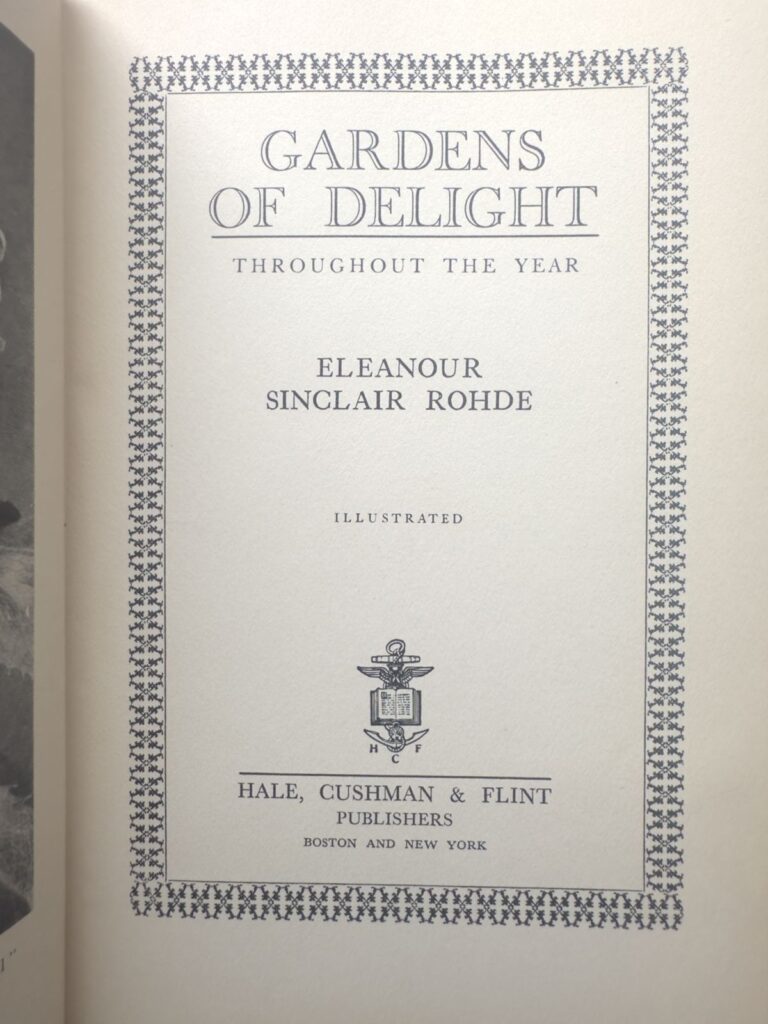 GARDENS
OF DELIGHT
THROUGHOUT THE YEAR
ELEANOUR
SINCLAIR ROHDE
ILLUSTRATED
H C F
HALE, CUSHMAN & FLINT
PUBLISHERS
BOSTON AND NEW YORK